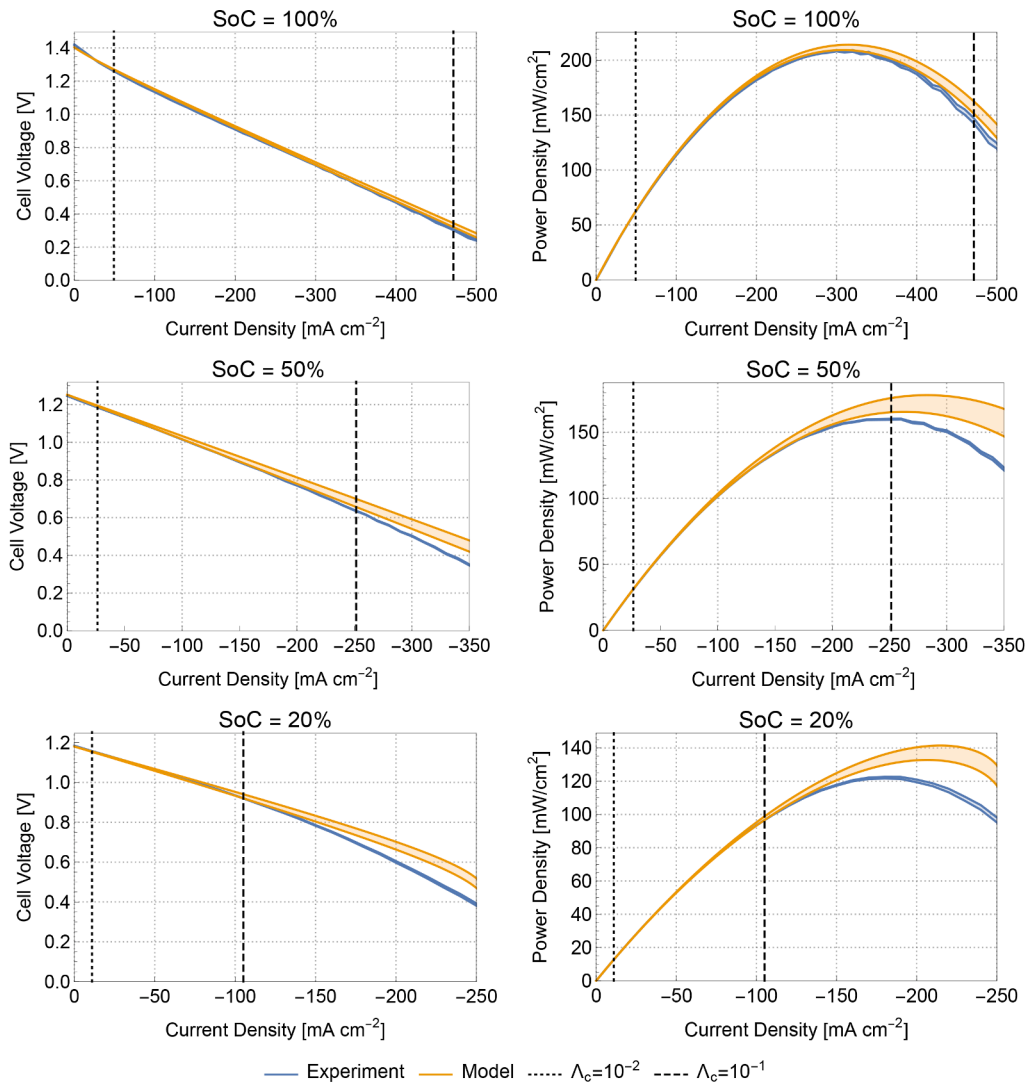 SoC = 100%
Cell Voltage [V]
1.4
1.2
1.0
0.8
0.6
0.4
0.2
0.0
0 −100 −200 −300 −400 −500
Current Density [mA cm⁻²]
SoC = 100%
Power Density [mW/cm²]
200
150
100
50
0
0 −100 −200 −300 −400 −500
Current Density [mA cm⁻²]
SoC = 50%
Cell Voltage [V]
1.2
1.0
0.8
0.6
0.4
0.2
0.0
0 −50 −100 −150 −200 −250 −300 −350
Current Density [mA cm⁻²]
SoC = 50%
Power Density [mW/cm²]
150
100
50
0
0 −50 −100 −150 −200 −250 −300 −350
Current Density [mA cm⁻²]
SoC = 20%
Cell Voltage [V]
1.2
1.0
0.8
0.6
0.4
0.2
0.0
0 −50 −100 −150 −200 −250
Current Density [mA cm⁻²]
SoC = 20%
Power Density [mW/cm²]
140
120
100
80
60
40
20
0
0 −50 −100 −150 −200 −250
Current Density [mA cm⁻²]
Experiment Model Λc=10⁻² Λc=10⁻¹